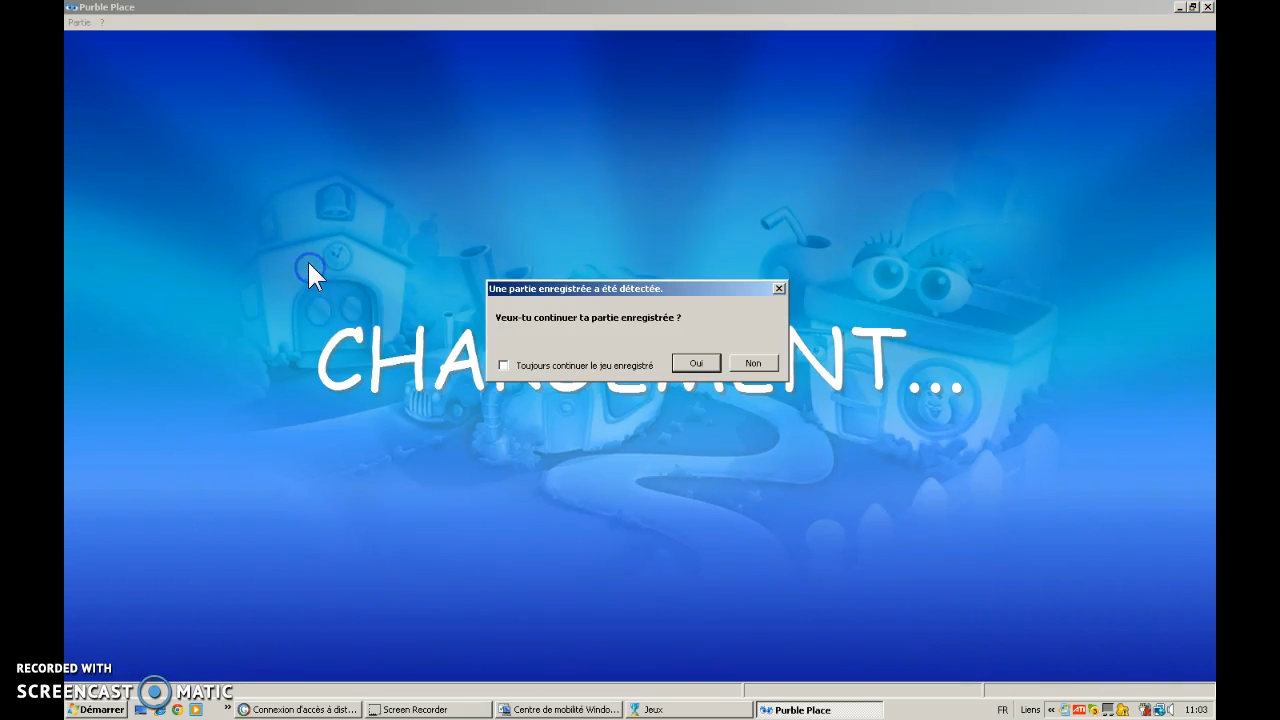 Purble Place
Partie ?
Une partie enregistrée a été détectée.
Veux-tu continuer ta partie enregistrée ?
Toujours continuer le jeu enregistré
Oui
Non
CHARGEMENT...
RECORDED WITH
SCREENCAST MATIC
Démarrer
»
Connexion d'accès à dist...
Screen Recorder
Centre de mobilité Windo...
Jeux
Purble Place
FR
Liens
«
11:03